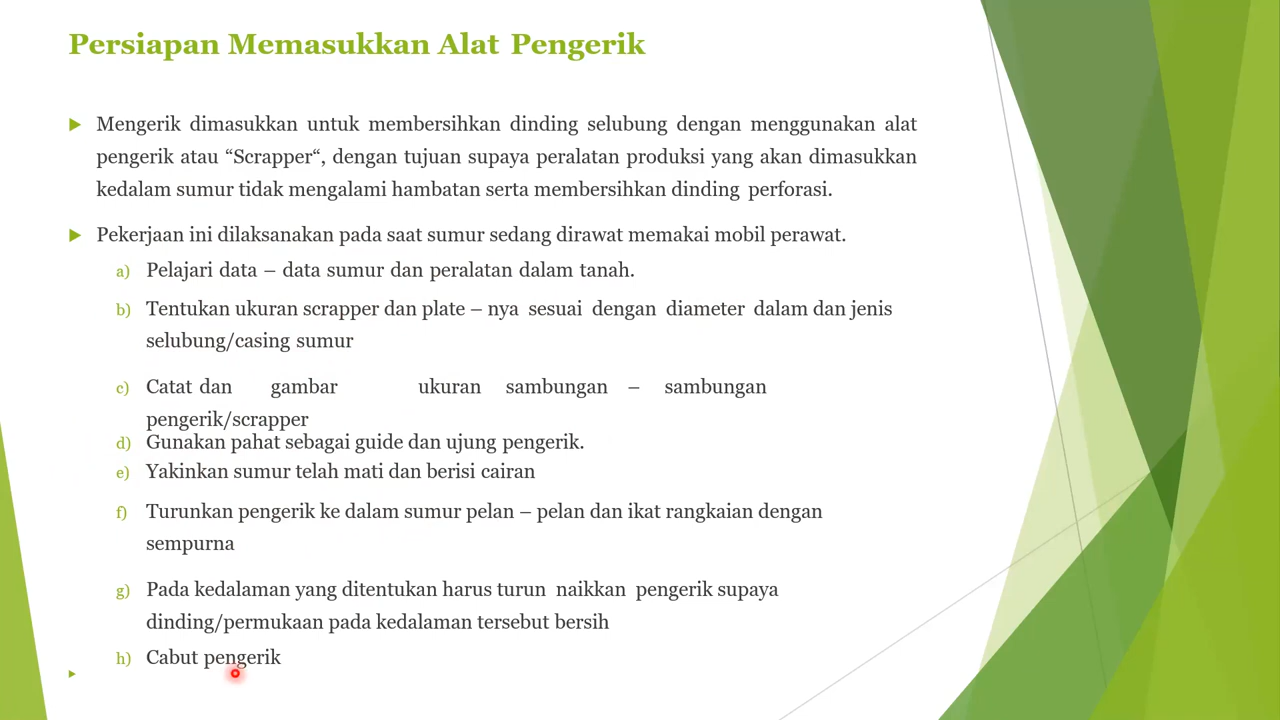 Persiapan Memasukkan Alat Pengerik
Mengerik dimasukkan untuk membersihkan dinding selubung dengan menggunakan alat
pengerik atau “Scrapper“, dengan tujuan supaya peralatan produksi yang akan dimasukkan
kedalam sumur tidak mengalami hambatan serta membersihkan dinding perforasi.
Pekerjaan ini dilaksanakan pada saat sumur sedang dirawat memakai mobil perawat.
a) Pelajari data – data sumur dan peralatan dalam tanah.
b) Tentukan ukuran scrapper dan plate – nya sesuai dengan diameter dalam dan jenis
selubung/casing sumur
c) Catat dan gambar ukuran sambungan – sambungan
pengerik/scrapper
d) Gunakan pahat sebagai guide dan ujung pengerik.
e) Yakinkan sumur telah mati dan berisi cairan
f) Turunkan pengerik ke dalam sumur pelan – pelan dan ikat rangkaian dengan
sempurna
g) Pada kedalaman yang ditentukan harus turun naikkan pengerik supaya
dinding/permukaan pada kedalaman tersebut bersih
h) Cabut pengerik